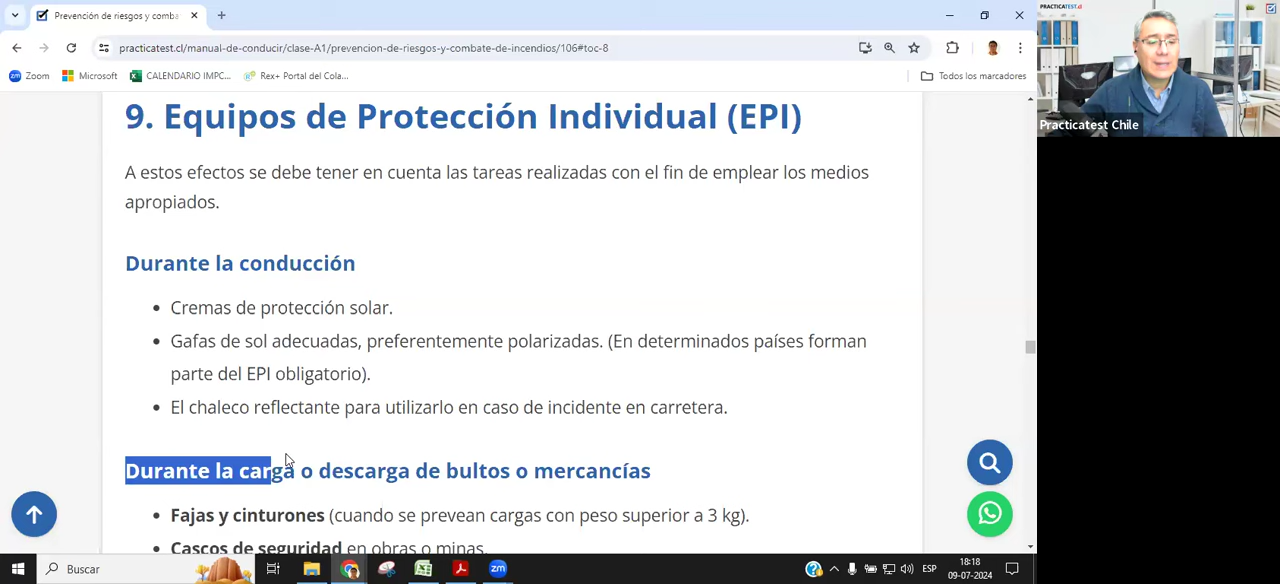 Prevención de riesgos y comba
practicatest.cl/manual-de-conducir/clase-A1/prevencion-de-riesgos-y-combate-de-incendios/106#toc-8
Zoom
Microsoft
CALENDARIO IMPC...
Rex+ Portal del Cola...
Todos los marcadores
PRACTICATEST.cl
Practicatest Chile
9. Equipos de Protección Individual (EPI)
A estos efectos se debe tener en cuenta las tareas realizadas con el fin de emplear los medios
apropiados.
Durante la conducción
Cremas de protección solar.
Gafas de sol adecuadas, preferentemente polarizadas. (En determinados países forman
parte del EPI obligatorio).
El chaleco reflectante para utilizarlo en caso de incidente en carretera.
Durante la carga o descarga de bultos o mercancías
Fajas y cinturones (cuando se prevean cargas con peso superior a 3 kg).
Cascos de seguridad en obras o minas.
Buscar
zm
ESP
18:18
09-07-2024